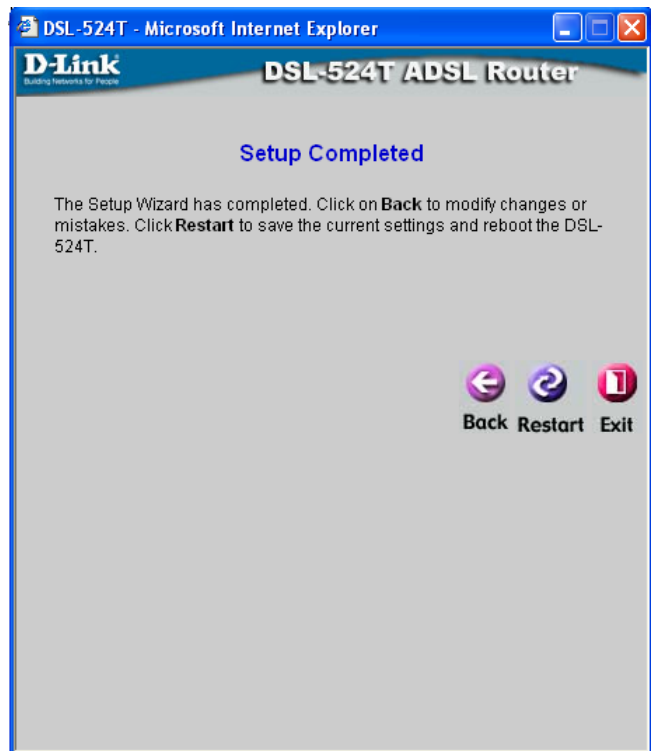 DSL-524T - Microsoft Internet Explorer
D-Link
Building Networks for People
DSL-524T ADSL Router
Setup Completed
The Setup Wizard has completed. Click on Back to modify changes or
mistakes. Click Restart to save the current settings and reboot the DSL-
524T.
Back Restart Exit